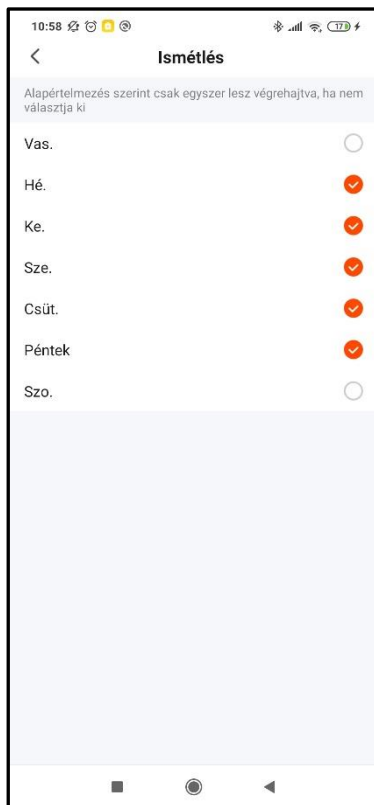 10:58
17
Ismétlés
Alapértelmezés szerint csak egyszer lesz végrehajtva, ha nem
választja ki
Vas.
Hé.
Ke.
Sze.
Csüt.
Péntek
Szo.